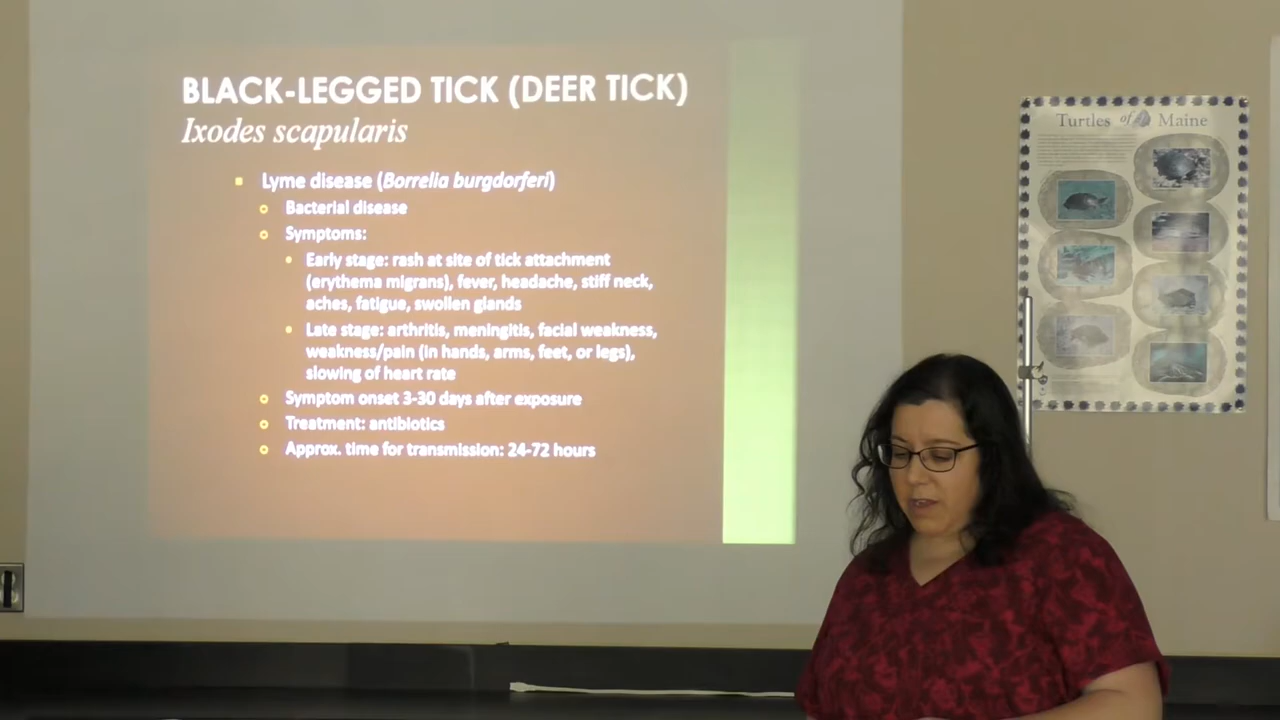 BLACK-LEGGED TICK (DEER TICK)
Ixodes scapularis
Lyme disease (Borrelia burgdorferi)
Bacterial disease
Symptoms:
Early stage: rash at site of tick attachment
(erythema migrans), fever, headache, stiff neck,
aches, fatigue, swollen glands
Late stage: arthritis, meningitis, facial weakness,
weakness/pain (in hands, arms, feet, or legs),
slowing of heart rate
Symptom onset 3-30 days after exposure
Treatment: antibiotics
Approx. time for transmission: 24-72 hours
Turtles of Maine